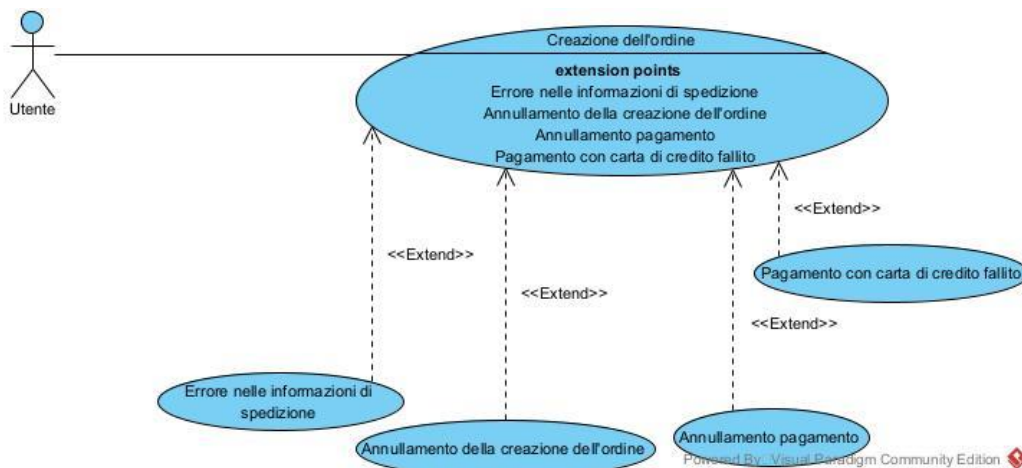 Creazione dell'ordine
extension points
Errore nelle informazioni di spedizione
Annullamento della creazione dell'ordine
Annullamento pagamento
Pagamento con carta di credito fallito
Utente
<<Extend>>
<<Extend>>
<<Extend>>
<<Extend>>
Pagamento con carta di credito fallito
Errore nelle informazioni di
spedizione
Annullamento della creazione dell'ordine
Annullamento pagamento
Powered By: Visual Paradigm Community Edition